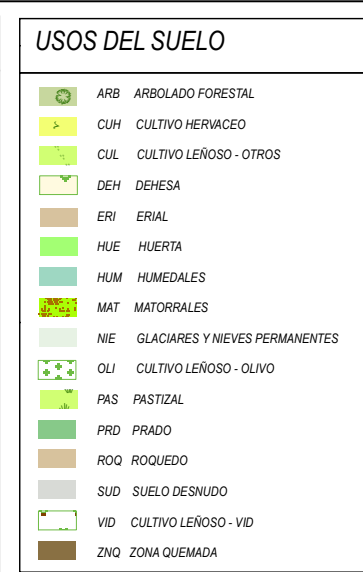 USOS DEL SUELO
ARB ARBOLADO FORESTAL
CUH CULTIVO HERVACEO
CUL CULTIVO LEÑOSO - OTROS
DEH DEHESA
ERI ERIAL
HUE HUERTA
HUM HUMEDALES
MAT MATORRALES
NIE GLACIARES Y NIEVES PERMANENTES
OLI CULTIVO LEÑOSO - OLIVO
PAS PASTIZAL
PRD PRADO
ROQ ROQUEDO
SUD SUELO DESNUDO
VID CULTIVO LEÑOSO - VID
ZNQ ZONA QUEMADA